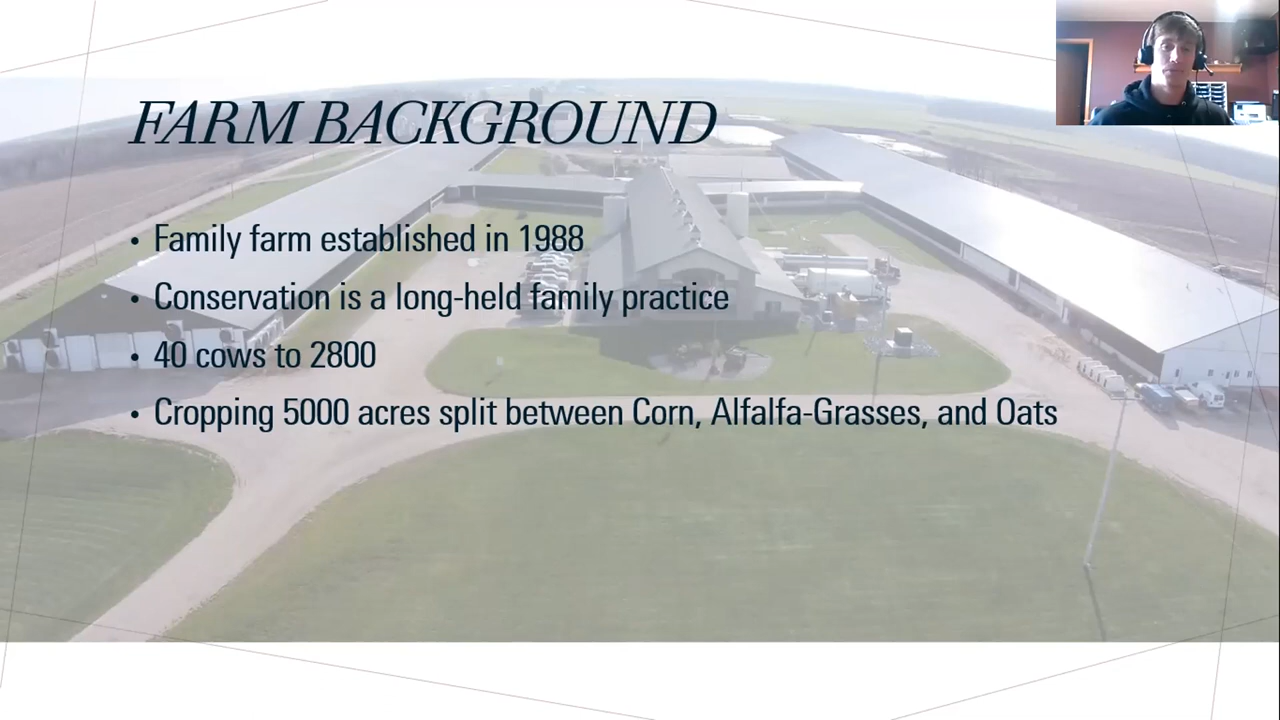 FARM BACKGROUND
• Family farm established in 1988
• Conservation is a long-held family practice
• 40 cows to 2800
• Cropping 5000 acres split between Corn, Alfalfa-Grasses, and Oats